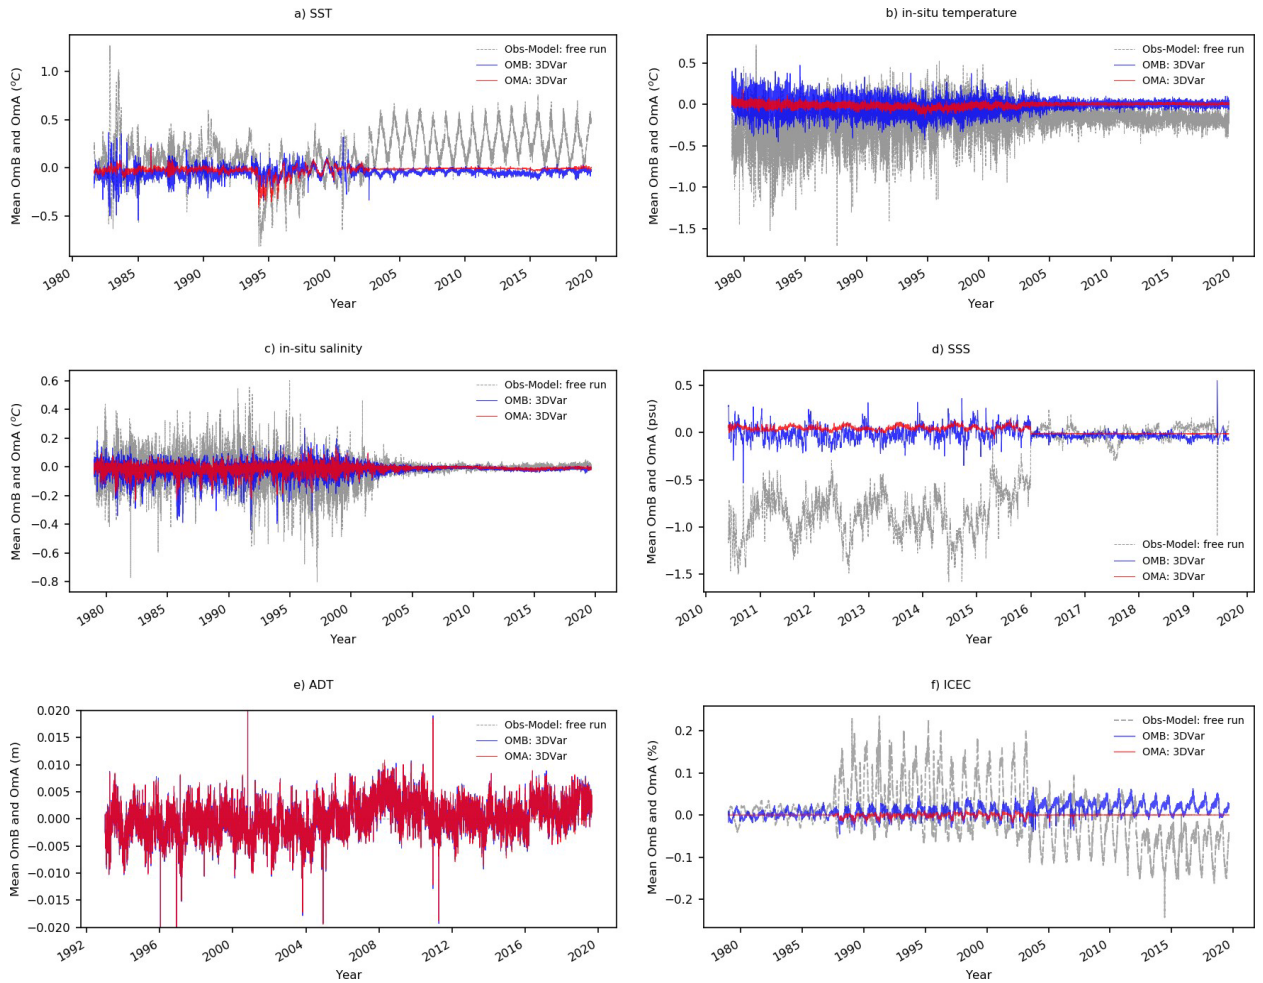 a) SST
Mean OmB and OmA (°C)
1.0
0.5
0.0
−0.5
Obs-Model: free run
OMB: 3DVar
OMA: 3DVar
1980
1985
1990
1995
2000
2005
2010
2015
2020
Year
b) in-situ temperature
Mean OmB and OmA (°C)
0.5
0.0
−0.5
−1.0
−1.5
Obs-Model: free run
OMB: 3DVar
OMA: 3DVar
1980
1985
1990
1995
2000
2005
2010
2015
2020
Year
c) in-situ salinity
Mean OmB and OmA (°C)
0.6
0.4
0.2
0.0
−0.2
−0.4
−0.6
−0.8
Obs-Model: free run
OMB: 3DVar
OMA: 3DVar
1980
1985
1990
1995
2000
2005
2010
2015
2020
Year
d) SSS
Mean OmB and OmA (psu)
0.5
0.0
−0.5
−1.0
−1.5
Obs-Model: free run
OMB: 3DVar
OMA: 3DVar
2010
2011
2012
2013
2014
2015
2016
2017
2018
2019
2020
Year
e) ADT
Mean OmB and OmA (m)
0.020
0.015
0.010
0.005
0.000
−0.005
−0.010
−0.015
−0.020
Obs-Model: free run
OMB: 3DVar
OMA: 3DVar
1992
1996
2000
2004
2008
2012
2016
2020
Year
f) ICEC
Mean OmB and OmA (%)
0.2
0.1
0.0
−0.1
−0.2
Obs-Model: free run
OMB: 3DVar
OMA: 3DVar
1980
1985
1990
1995
2000
2005
2010
2015
2020
Year